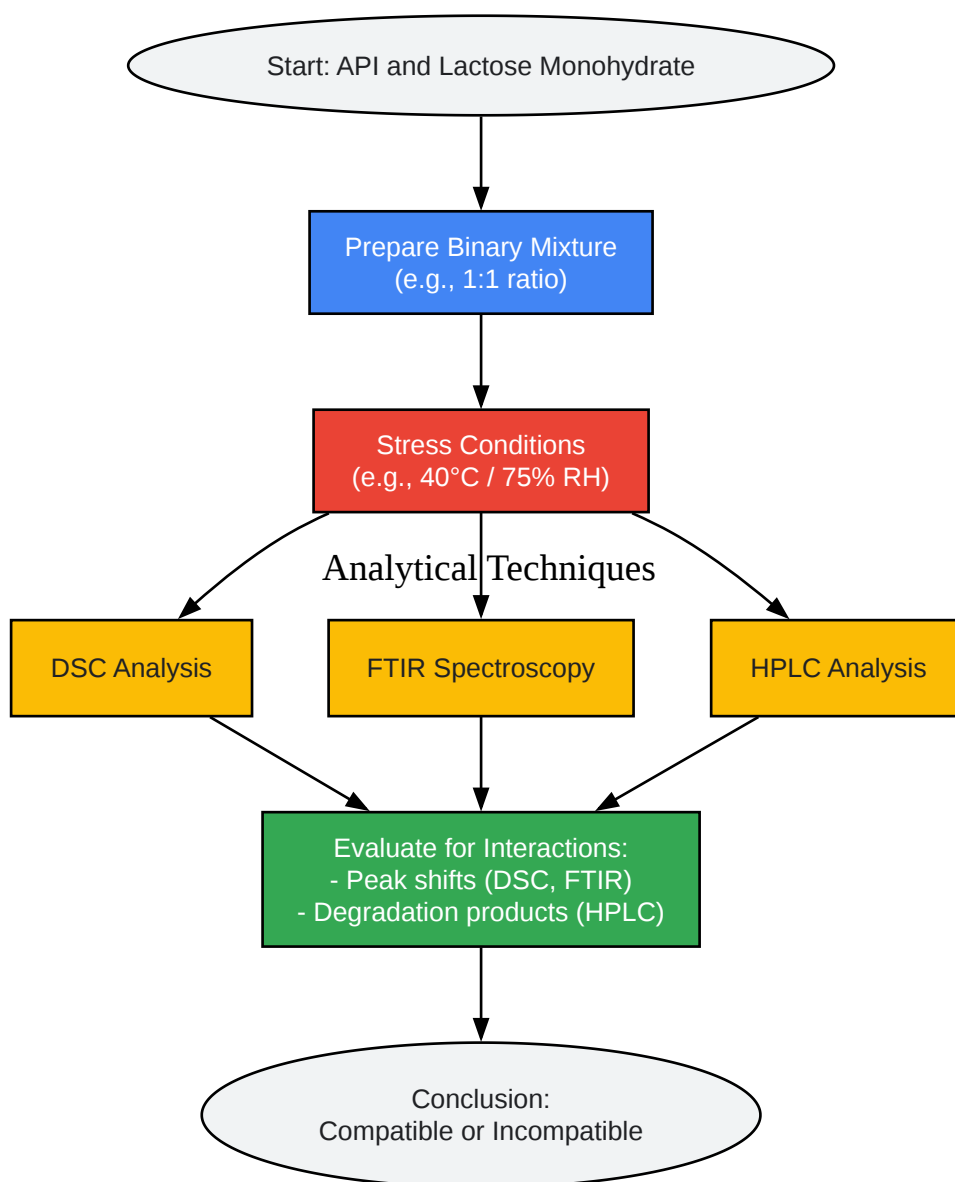 Start: API and Lactose Monohydrate
Prepare Binary Mixture
(e.g., 1:1 ratio)
Stress Conditions
(e.g., 40°C / 75% RH)
Analytical Techniques
DSC Analysis
FTIR Spectroscopy
HPLC Analysis
Evaluate for Interactions:
- Peak shifts (DSC, FTIR)
- Degradation products (HPLC)
Conclusion:
Compatible or Incompatible